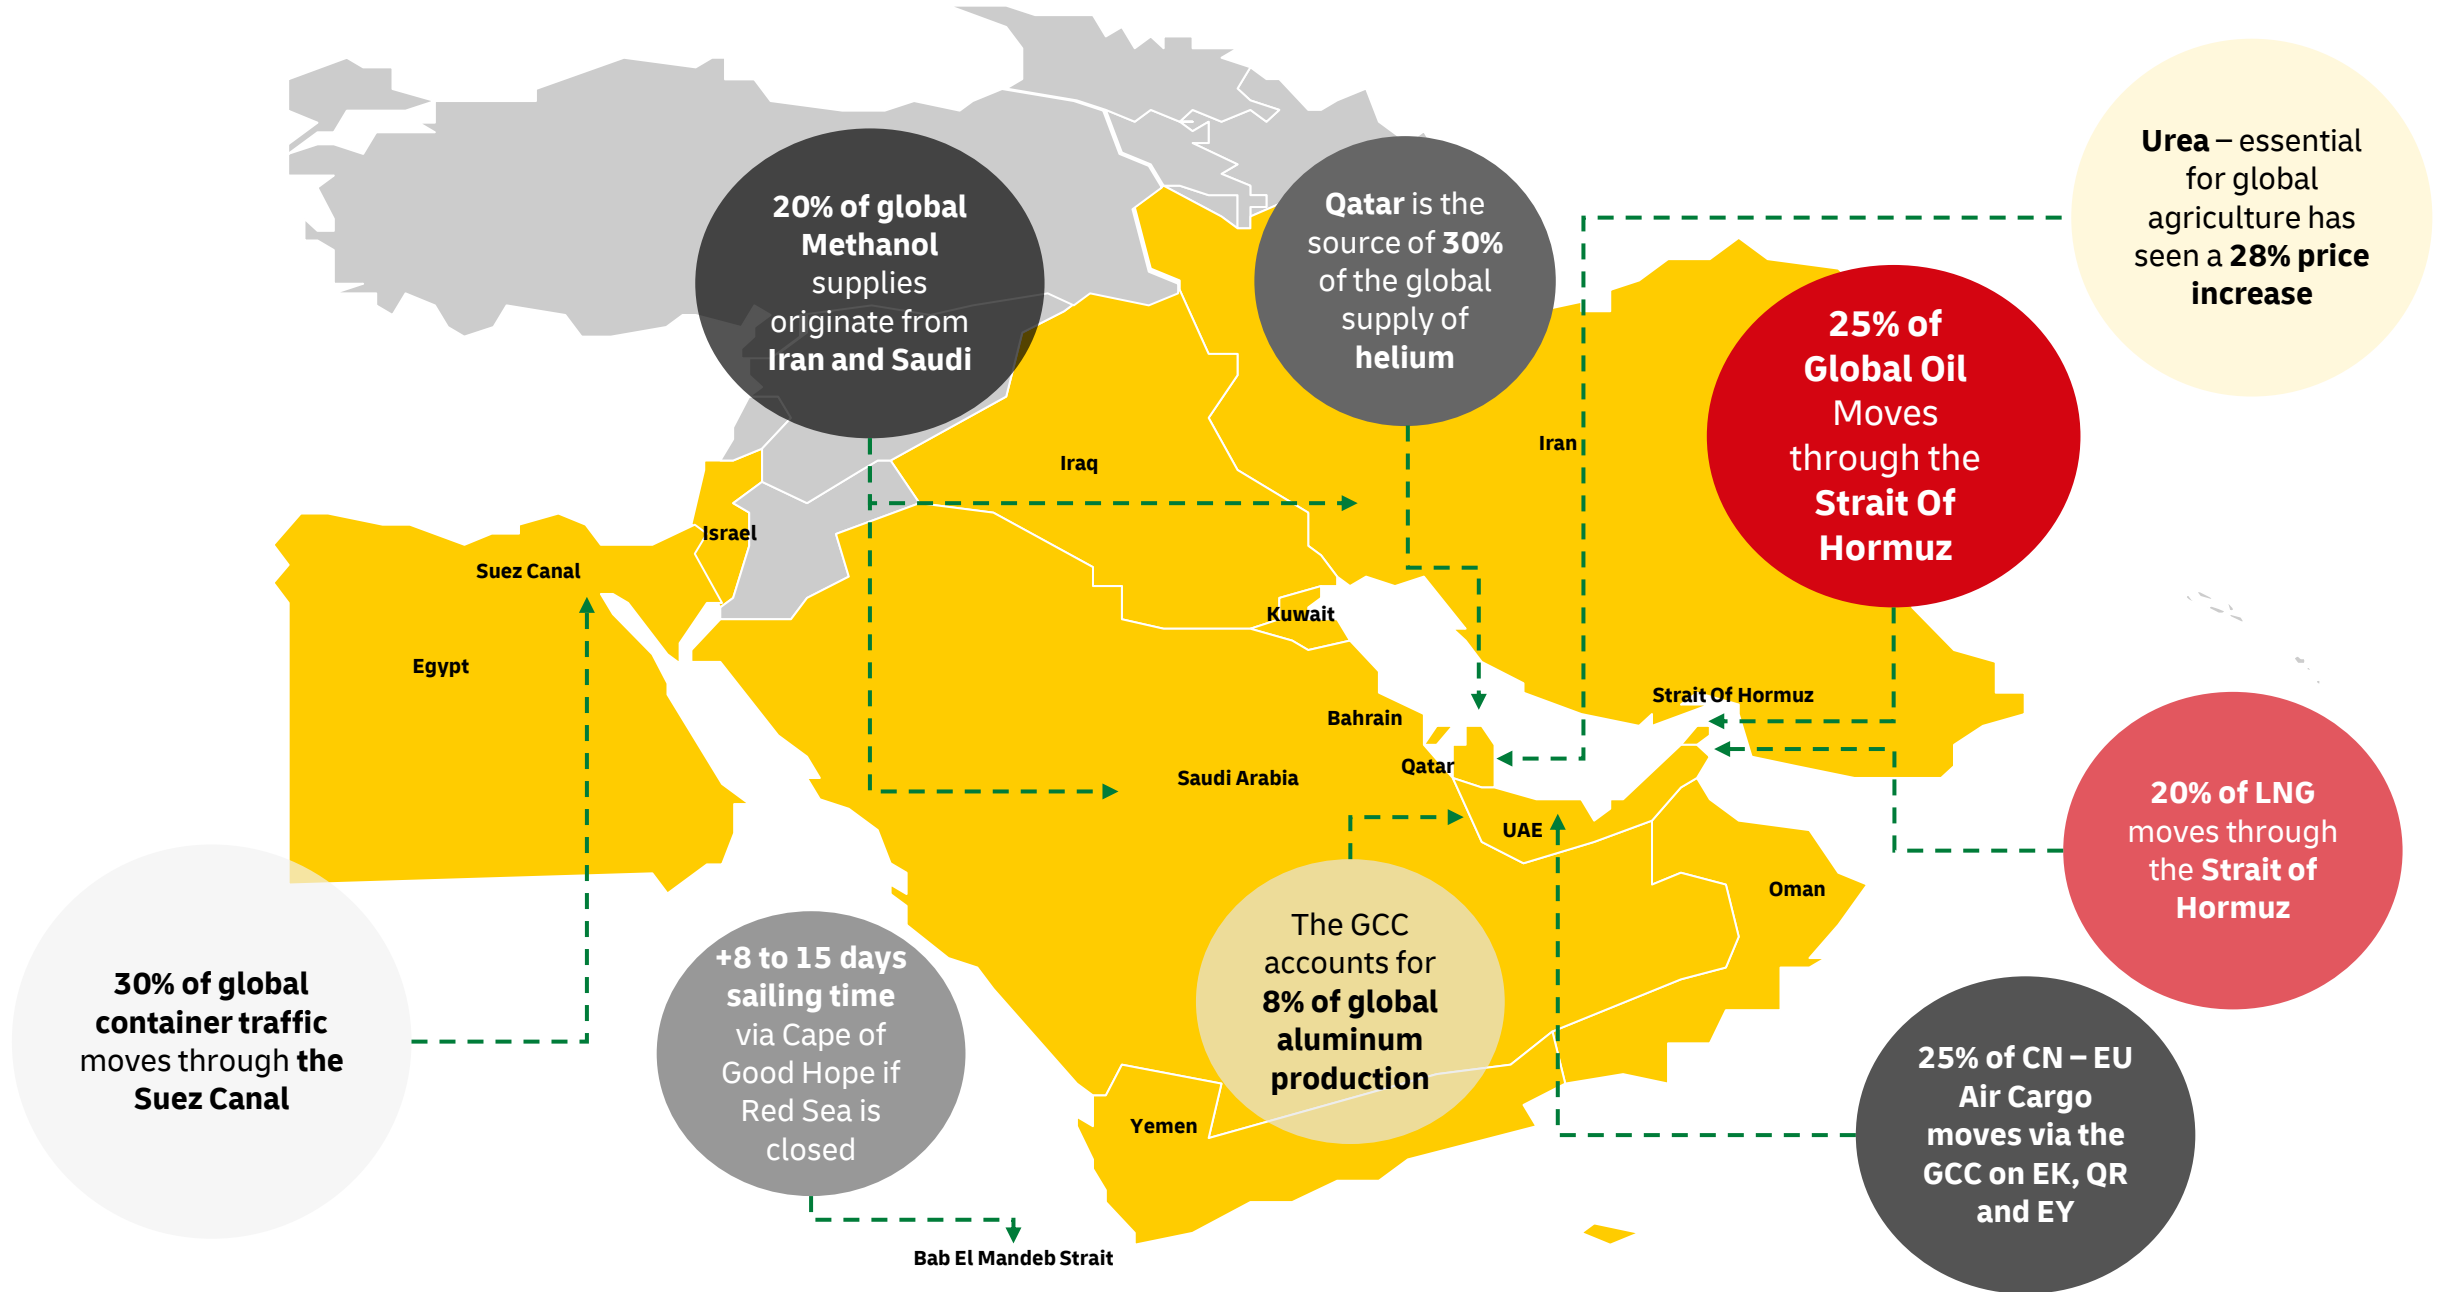 Urea – essential
for global
agriculture has
seen a 28% price
increase
20% of global
Methanol
supplies
originate from
Iran and Saudi
Qatar is the
source of 30%
of the global
supply of
helium
25% of
Global Oil
Moves
through the
Strait Of
Hormuz
Iran
Iraq
Israel
Suez Canal
Kuwait
Egypt
Strait Of Hormuz
Bahrain
Qatar
Saudi Arabia
UAE
Oman
20% of LNG
moves through
the Strait of
Hormuz
30% of global
container traffic
moves through the
Suez Canal
+8 to 15 days
sailing time
via Cape of
Good Hope if
Red Sea is
closed
The GCC
accounts for
8% of global
aluminum
production
25% of CN – EU
Air Cargo
moves via the
GCC on EK, QR
and EY
Yemen
Bab El Mandeb Strait